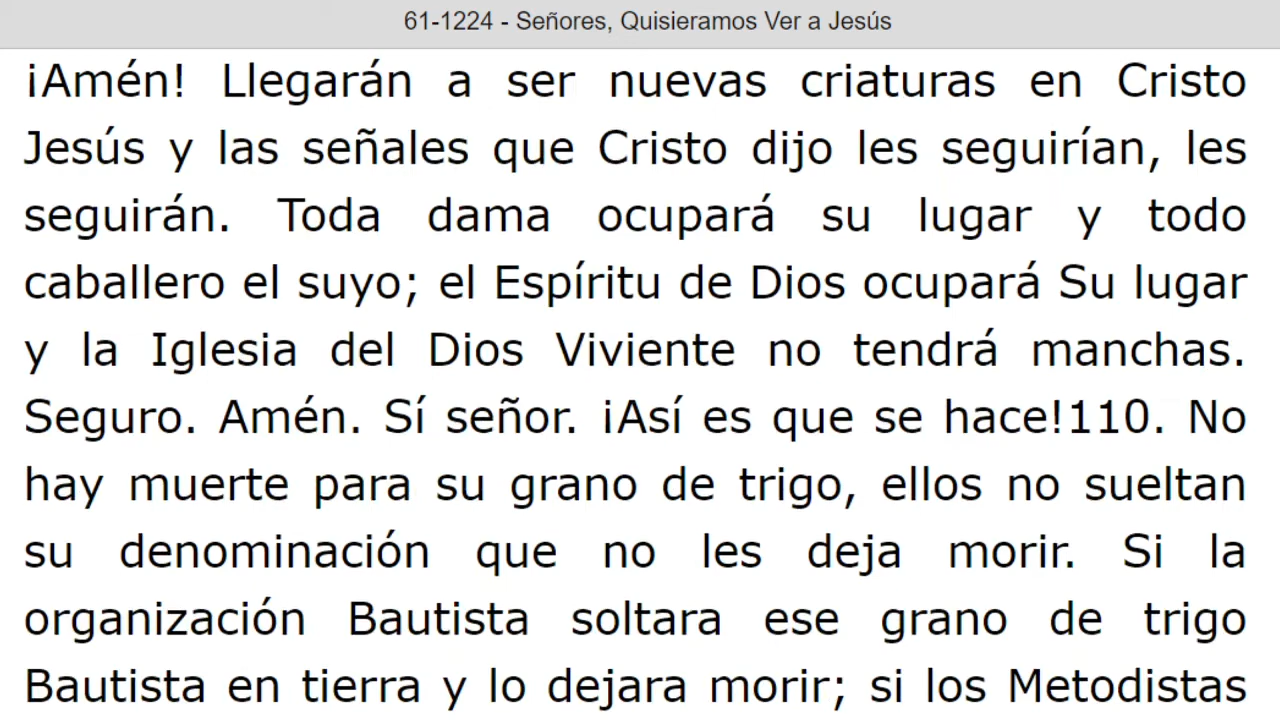 61-1224 - Señores, Quisieramos Ver a Jesús
¡Amén! Llegarán a ser nuevas criaturas en Cristo
Jesús y las señales que Cristo dijo les seguirían, les
seguirán. Toda dama ocupará su lugar y todo
caballero el suyo; el Espíritu de Dios ocupará Su lugar
y la Iglesia del Dios Viviente no tendrá manchas.
Seguro. Amén. Sí señor. ¡Así es que se hace!110. No
hay muerte para su grano de trigo, ellos no sueltan
su denominación que no les deja morir. Si la
organización Bautista soltara ese grano de trigo
Bautista en tierra y lo dejara morir; si los Metodistas